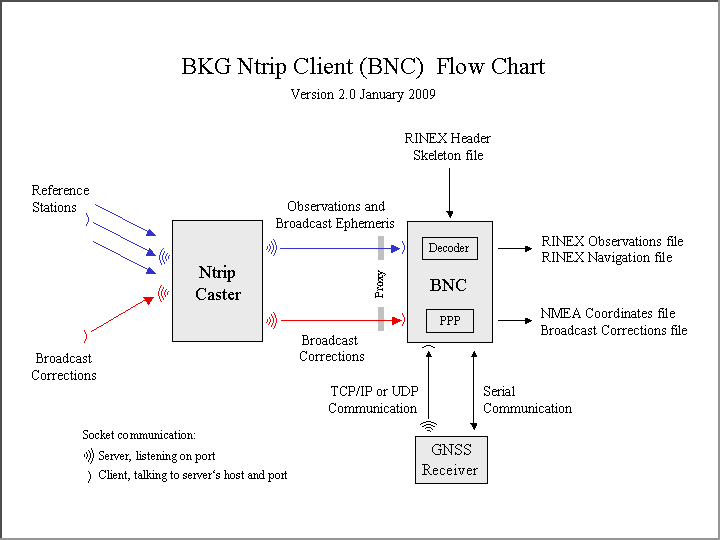 BKG Ntrip Client (BNC) Flow Chart
Version 2.0 January 2009
RINEX Header
Skeleton file
Reference
Stations
Observations and
Broadcast Ephemeris
Ntrip
Caster
Proxy
Decoder
BNC
PPP
RINEX Observations file
RINEX Navigation file
NMEA Coordinates file
Broadcast Corrections file
Broadcast
Corrections
Broadcast
Corrections
TCP/IP or UDP
Communication
Serial
Communication
GNSS
Receiver
Socket communication:
Server, listening on port
Client, talking to server's host and port